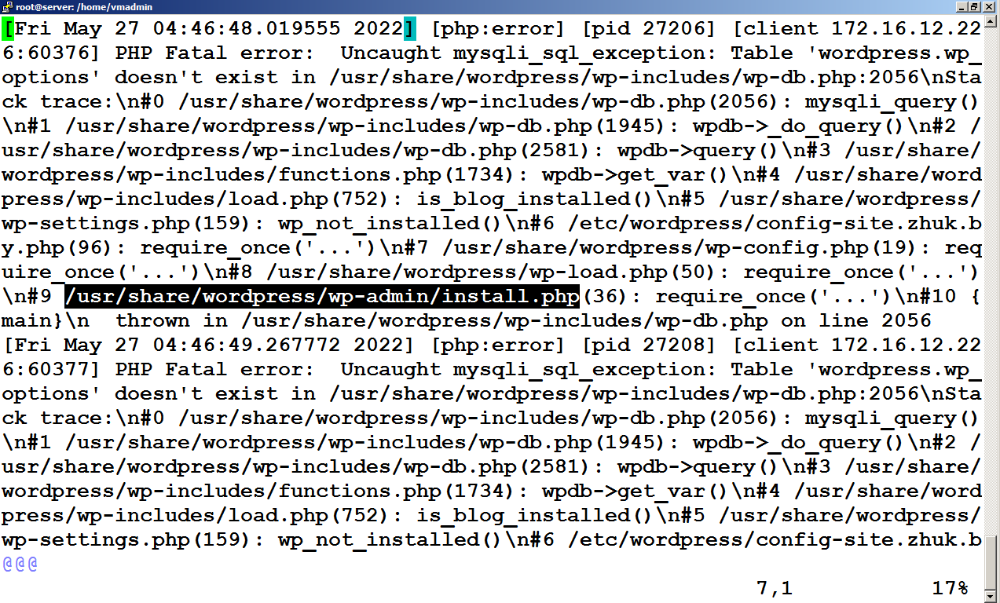 root@server: /home/vmadmin
[Fri May 27 04:46:48.019555 2022] [php:error] [pid 27206] [client 172.16.12.22
6:60376] PHP Fatal error:  Uncaught mysqli_sql_exception: Table 'wordpress.wp_
options' doesn't exist in /usr/share/wordpress/wp-includes/wp-db.php:2056\nSta
ck trace:\n#0 /usr/share/wordpress/wp-includes/wp-db.php(2056): mysqli_query()
\n#1 /usr/share/wordpress/wp-includes/wp-db.php(1945): wpdb->_do_query()\n#2 /
usr/share/wordpress/wp-includes/wp-db.php(2581): wpdb->query()\n#3 /usr/share/
wordpress/wp-includes/functions.php(1734): wpdb->get_var()\n#4 /usr/share/word
press/wp-includes/load.php(752): is_blog_installed()\n#5 /usr/share/wordpress/
wp-settings.php(159): wp_not_installed()\n#6 /etc/wordpress/config-site.zhuk.b
y.php(96): require_once('...')\n#7 /usr/share/wordpress/wp-config.php(19): req
uire_once('...')\n#8 /usr/share/wordpress/wp-load.php(50): require_once('...')
\n#9 /usr/share/wordpress/wp-admin/install.php(36): require_once('...')\n#10 {
main}\n  thrown in /usr/share/wordpress/wp-includes/wp-db.php on line 2056
[Fri May 27 04:46:49.267772 2022] [php:error] [pid 27208] [client 172.16.12.22
6:60377] PHP Fatal error:  Uncaught mysqli_sql_exception: Table 'wordpress.wp_
options' doesn't exist in /usr/share/wordpress/wp-includes/wp-db.php:2056\nSta
ck trace:\n#0 /usr/share/wordpress/wp-includes/wp-db.php(2056): mysqli_query()
\n#1 /usr/share/wordpress/wp-includes/wp-db.php(1945): wpdb->_do_query()\n#2 /
usr/share/wordpress/wp-includes/wp-db.php(2581): wpdb->query()\n#3 /usr/share/
wordpress/wp-includes/functions.php(1734): wpdb->get_var()\n#4 /usr/share/word
press/wp-includes/load.php(752): is_blog_installed()\n#5 /usr/share/wordpress/
wp-settings.php(159): wp_not_installed()\n#6 /etc/wordpress/config-site.zhuk.b
@@@
7,1 17%